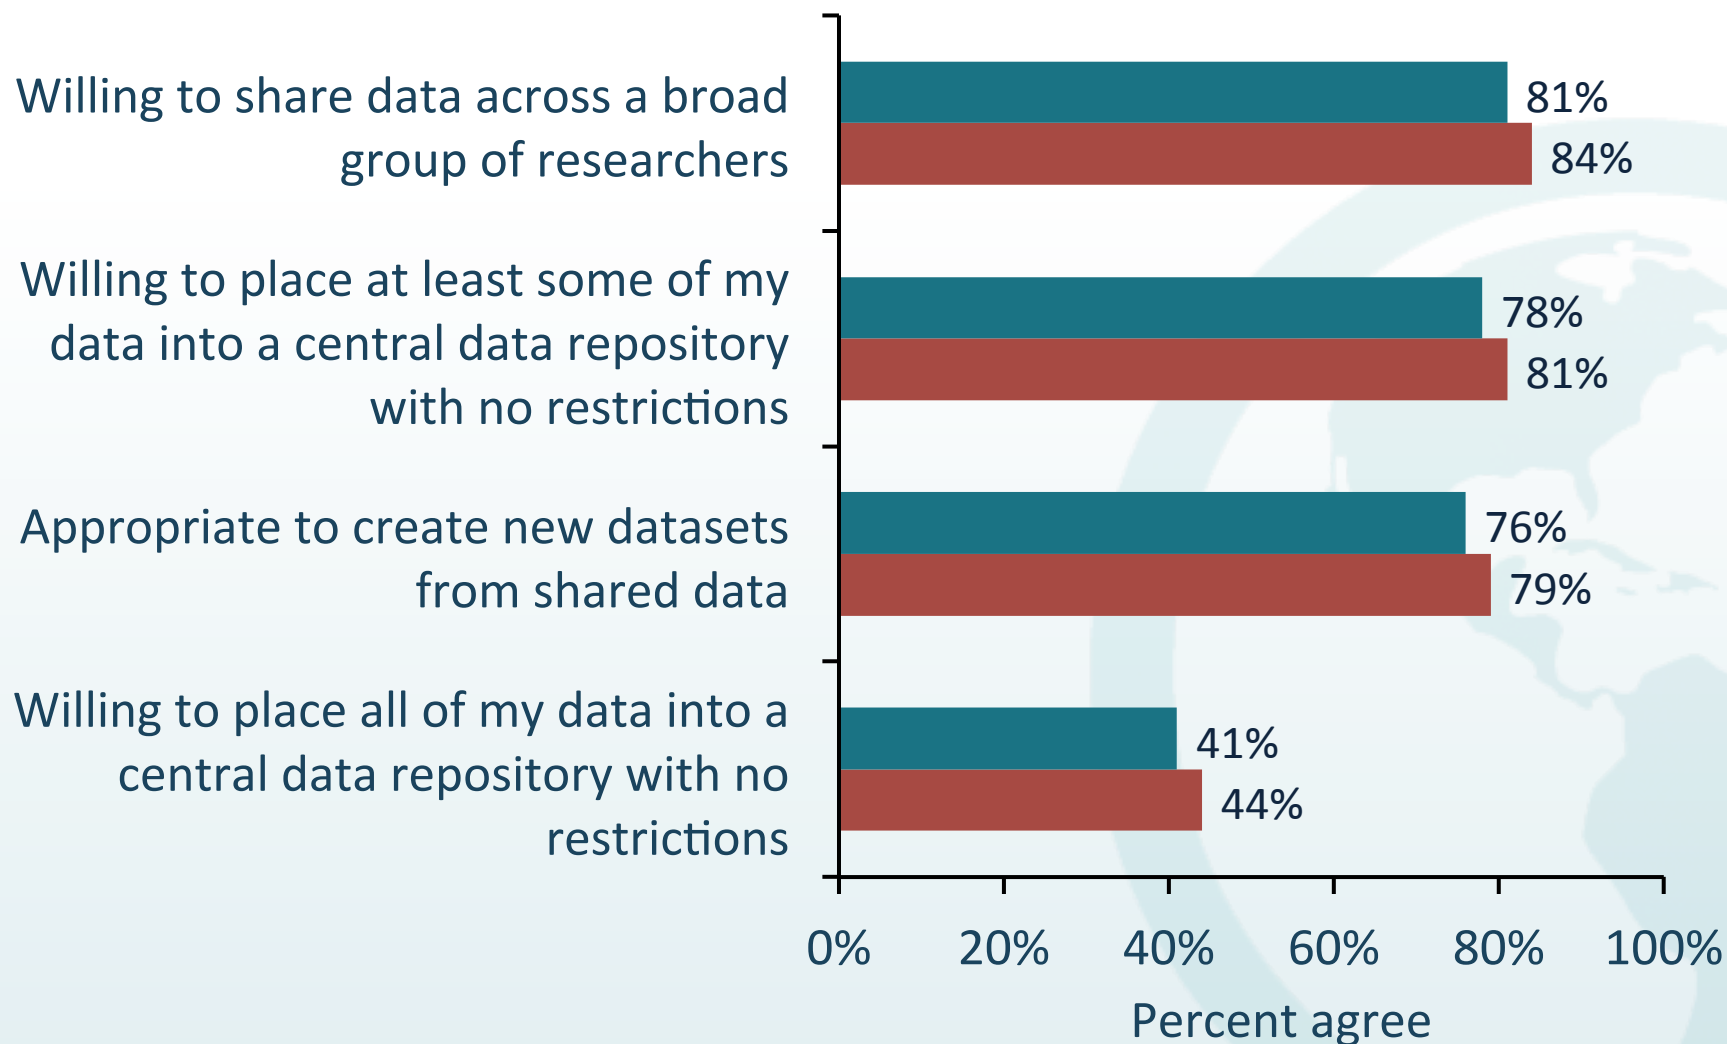 Willing to share data across a broad
group of researchers
81%
84%
Willing to place at least some of my
data into a central data repository
with no restrictions
78%
81%
Appropriate to create new datasets
from shared data
76%
79%
Willing to place all of my data into a
central data repository with no
restrictions
41%
44%
0% 20% 40% 60% 80% 100%
Percent agree